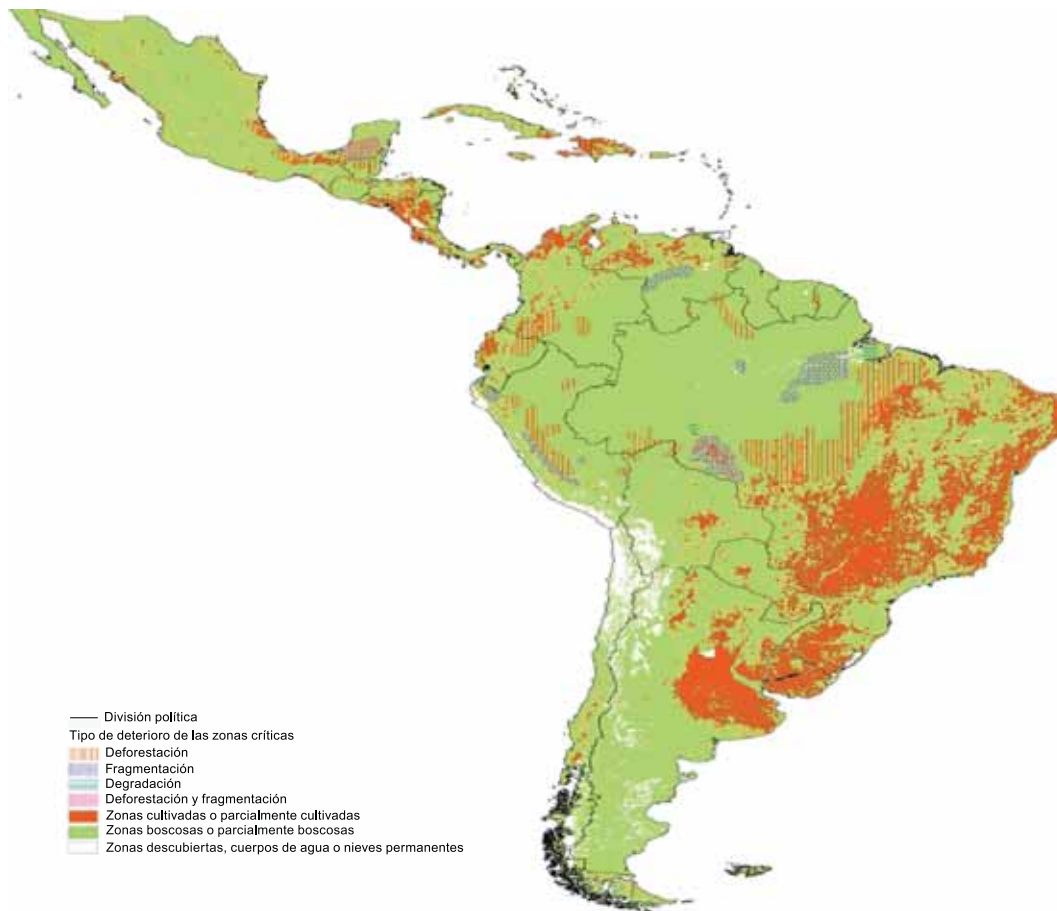 División política
Tipo de deterioro de las zonas críticas
Deforestación
Fragmentación
Degradación
Deforestación y fragmentación
Zonas cultivadas o parcialmente cultivadas
Zonas boscosas o parcialmente boscosas
Zonas descubiertas, cuerpos de agua o nieves permanentes